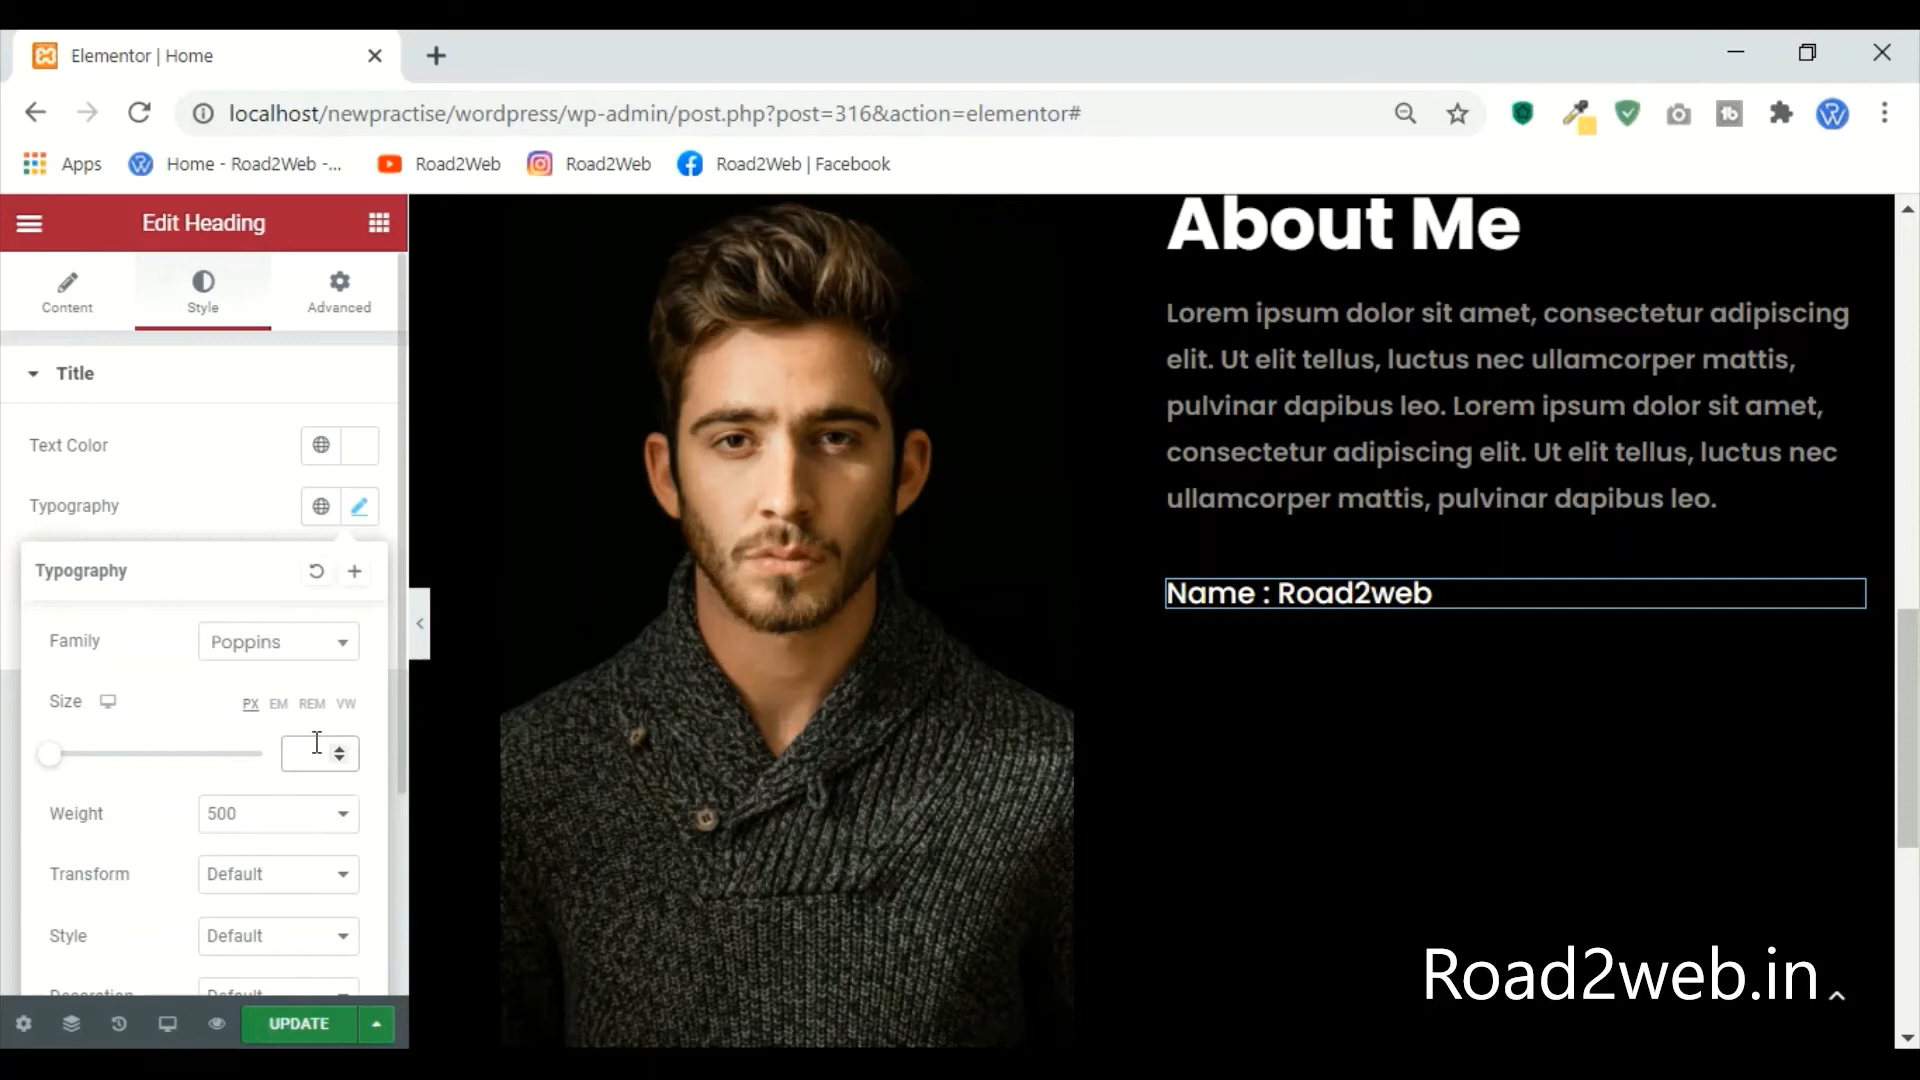 Elementor | Home
localhost/newpractise/wordpress/wp-admin/post.php?post=316&action=elementor#
Apps
Home - Road2Web -...
Road2Web
Road2Web
Road2Web | Facebook
Edit Heading
Content
Style
Advanced
Title
Text Color
Typography
Typography
Family
Poppins
Size
PX EM REM VW
Weight
500
Transform
Default
Style
Default
Decoration
Default
UPDATE
About Me
Lorem ipsum dolor sit amet, consectetur adipiscing
elit. Ut elit tellus, luctus nec ullamcorper mattis,
pulvinar dapibus leo. Lorem ipsum dolor sit amet,
consectetur adipiscing elit. Ut elit tellus, luctus nec
ullamcorper mattis, pulvinar dapibus leo.
Name : Road2web
Road2web.in